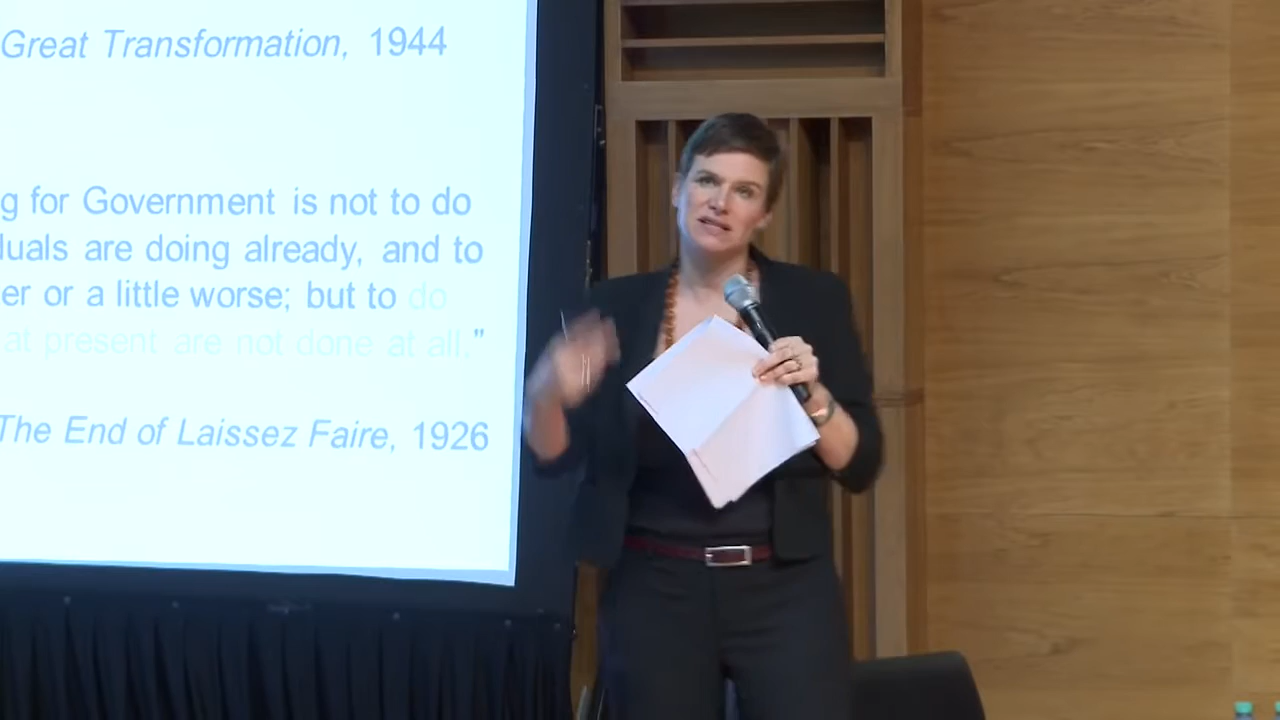 Great Transformation, 1944
g for Government is not to do
luals are doing already, and to
er or a little worse; but to do
at present are not done at all."
The End of Laissez Faire, 1926